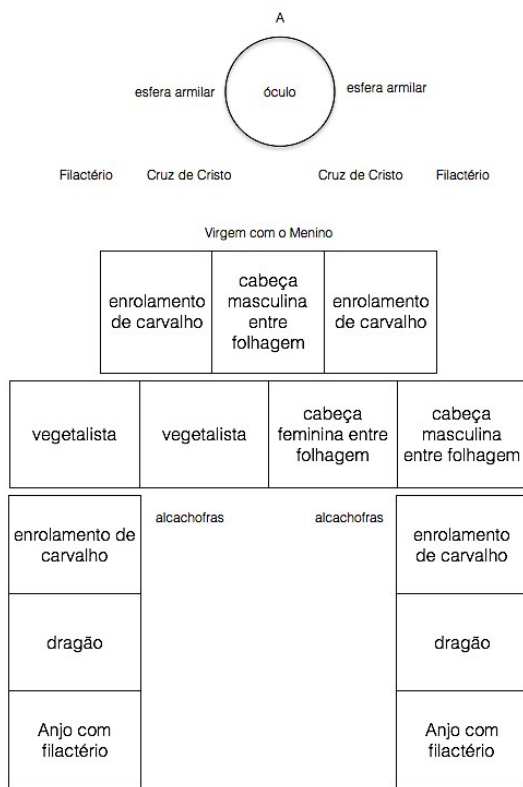 A
esfera armilar óculo esfera armilar
Filactério Cruz de Cristo Cruz de Cristo Filactério
Virgem com o Menino
enrolamento
de carvalho
cabeça
masculina
entre
folhagem
enrolamento
de carvalho
vegetalista
vegetalista
cabeça
feminina entre
folhagem
cabeça
masculina
entre folhagem
enrolamento de
carvalho
alcachofras
alcachofras
enrolamento
de carvalho
dragão
dragão
Anjo com
filactério
Anjo com
filactério